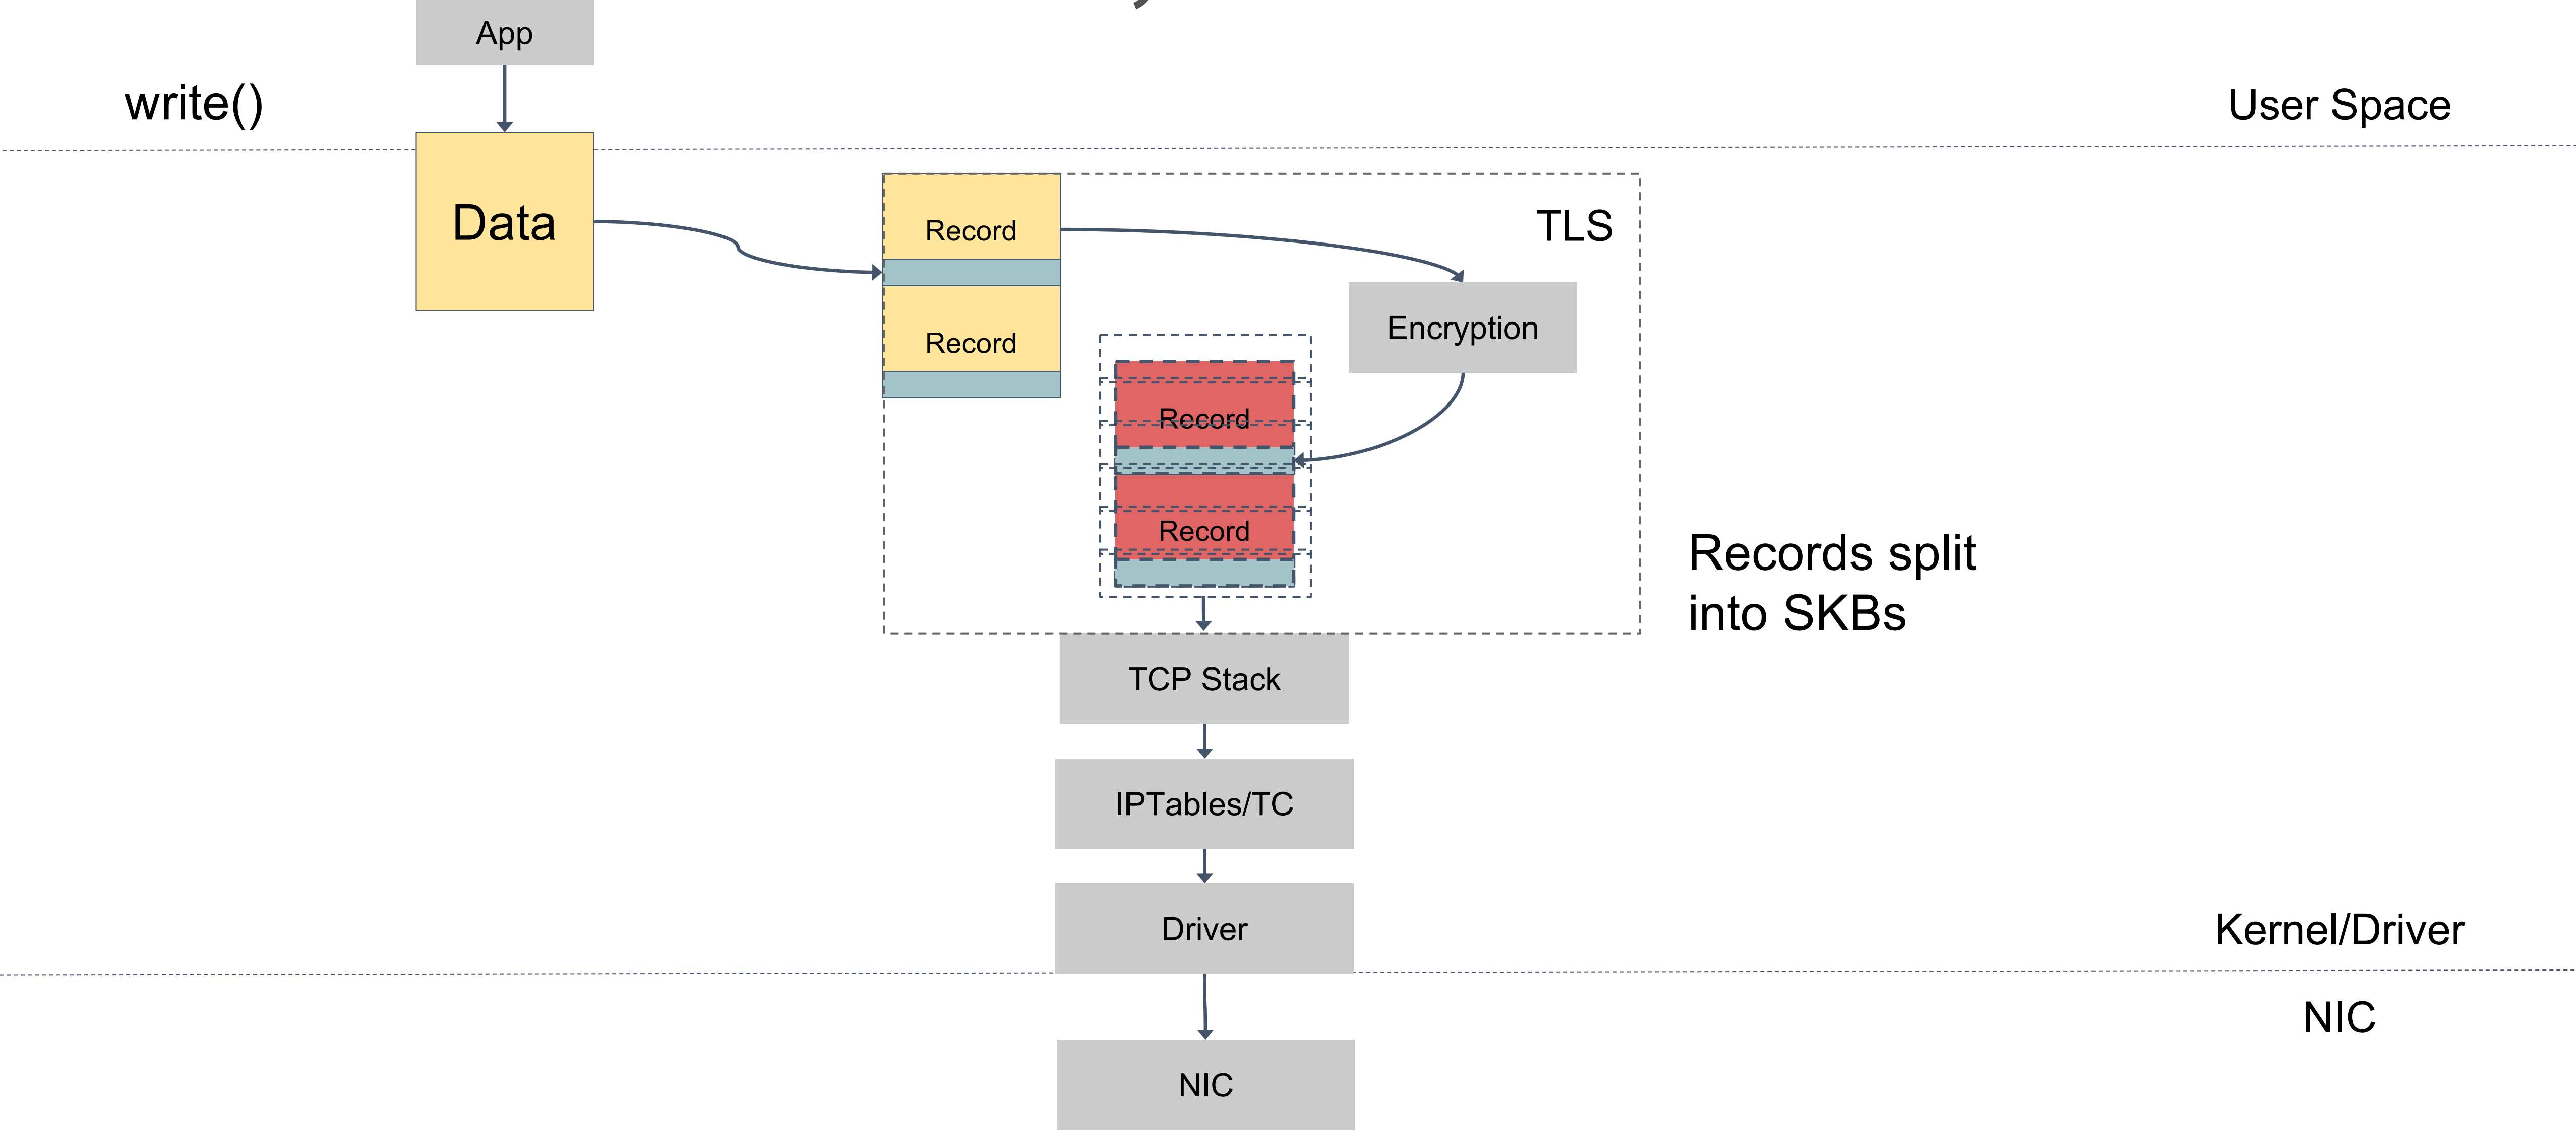 App
write()
User Space
Data
Record
TLS
Encryption
Record
Record
Record
Records split
into SKBs
TCP Stack
IPTables/TC
Driver
Kernel/Driver
NIC
NIC